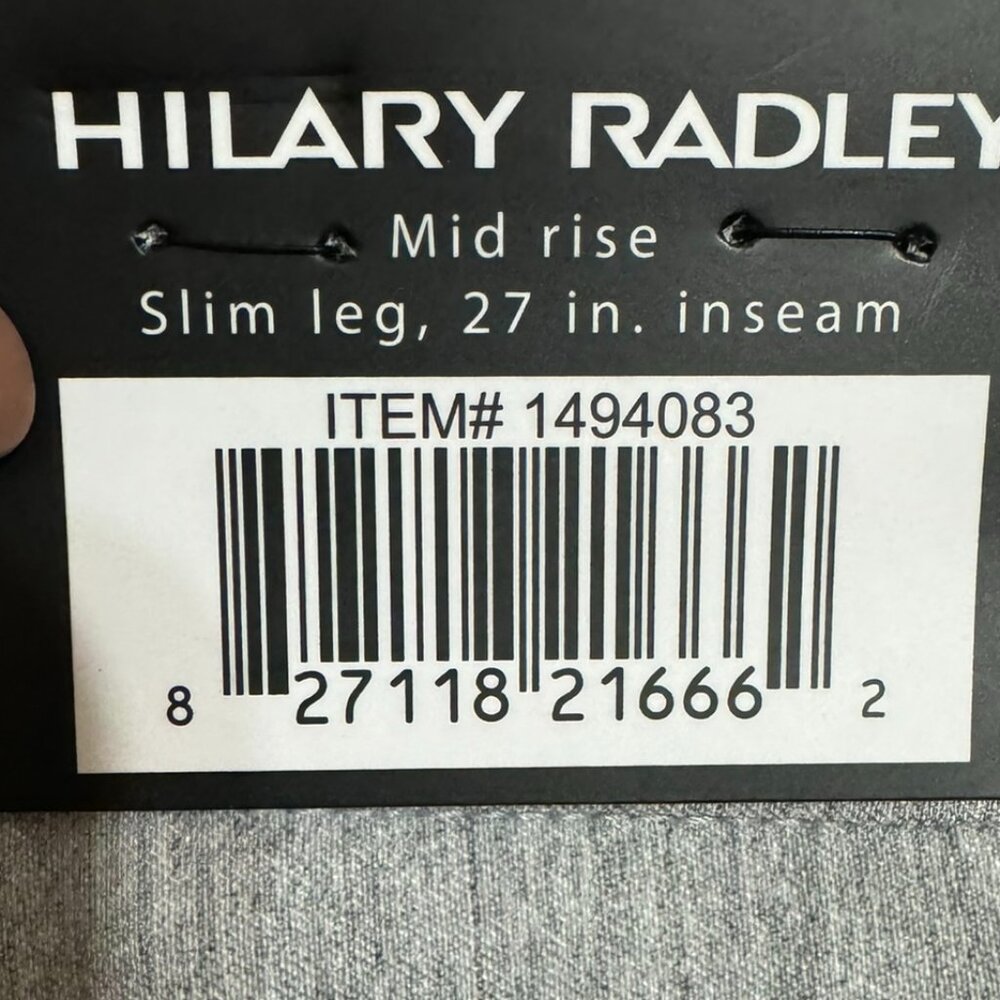 HILARY RADLEY
Mid rise
Slim leg, 27 in. inseam
ITEM# 1494083
8 27118 21666 2